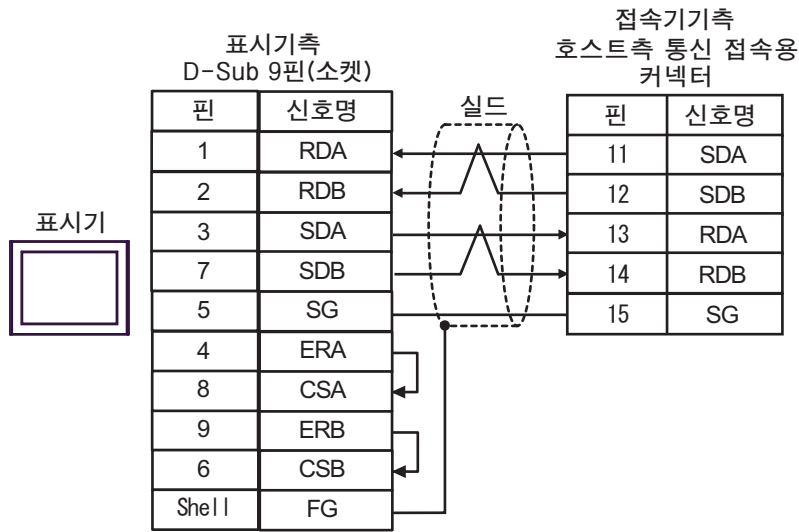 표시기측
D-Sub 9핀(소켓)
접속기기측
호스트측 통신 접속용
커넥터
표시기
실드
핀 신호명
1 RDA
2 RDB
3 SDA
7 SDB
5 SG
4 ERA
8 CSA
9 ERB
6 CSB
Shell FG
핀 신호명
11 SDA
12 SDB
13 RDA
14 RDB
15 SG